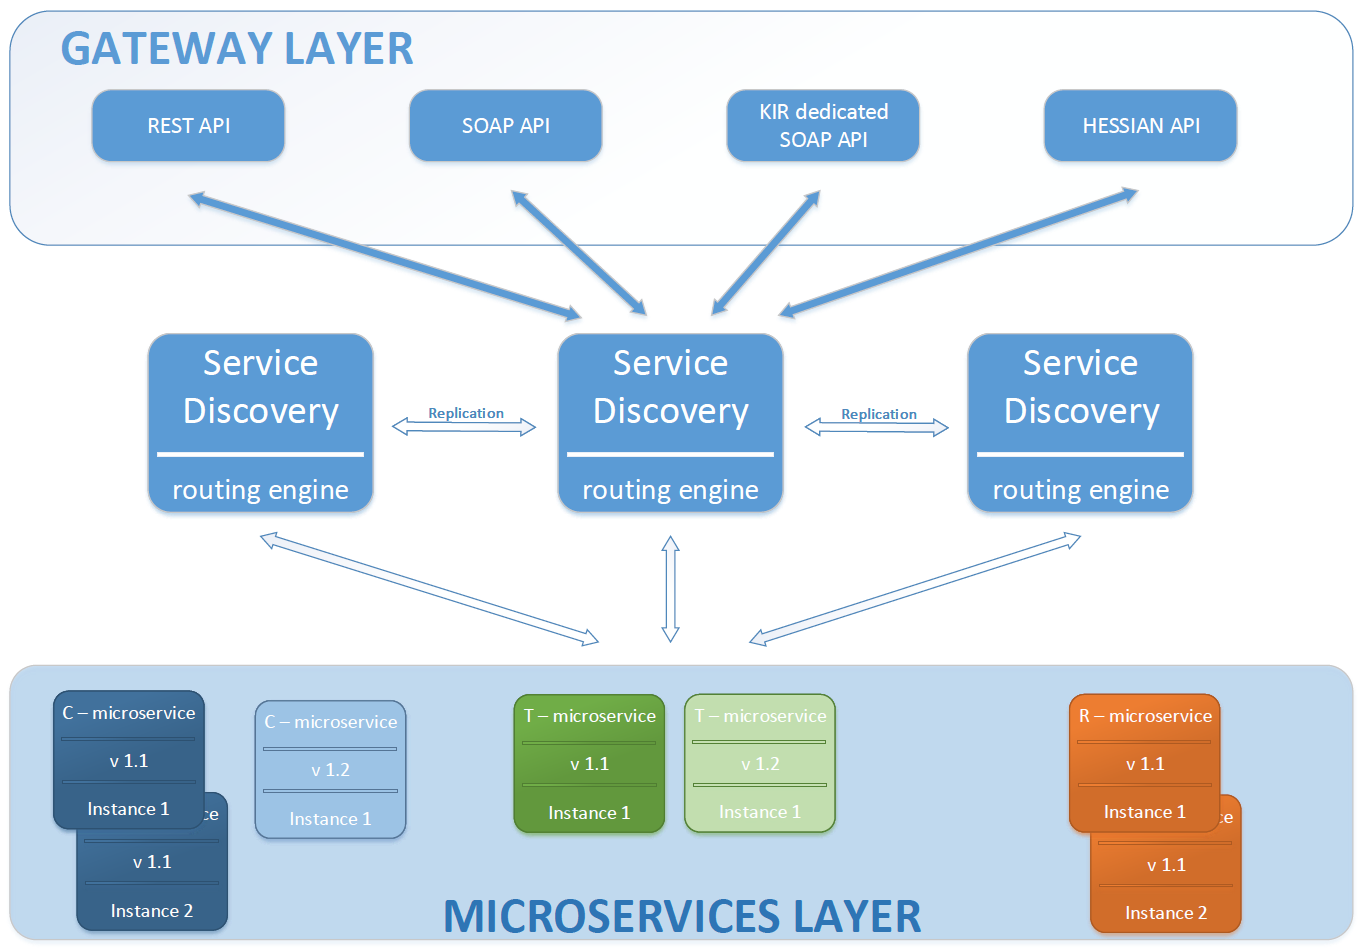 GATEWAY LAYER
REST API
SOAP API
KIR dedicated
SOAP API
HESSIAN API
Service
Discovery
routing engine
Replication
Service
Discovery
routing engine
Replication
Service
Discovery
routing engine
C – microservice
v 1.1
Instance 1
ce
v 1.1
Instance 2
C – microservice
v 1.2
Instance 1
T – microservice
v 1.1
Instance 1
T – microservice
v 1.2
Instance 1
R – microservice
v 1.1
Instance 1
ce
v 1.1
Instance 2
MICROSERVICES LAYER